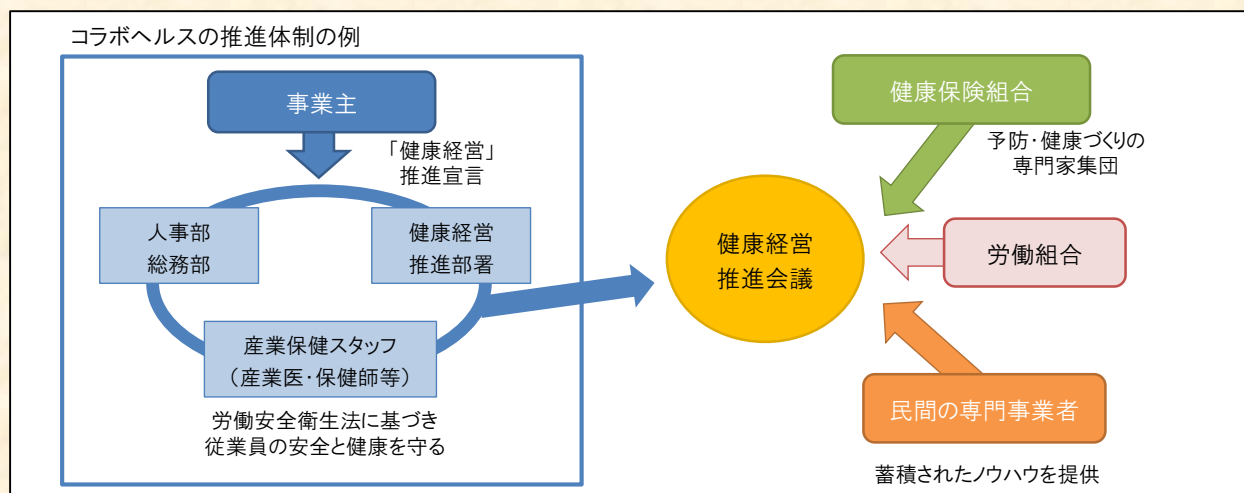 コラボヘルスの推進体制の例
事業主
「健康経営」
推進宣言
人事部
総務部
健康経営
推進部署
産業保健スタッフ
（産業医・保健師等）
労働安全衛生法に基づき
従業員の安全と健康を守る
健康経営
推進会議
健康保険組合
予防・健康づくりの
専門家集団
労働組合
民間の専門事業者
蓄積されたノウハウを提供